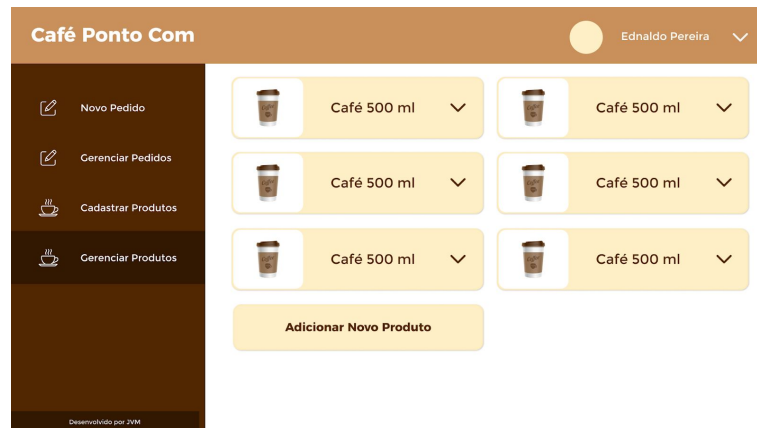 Café Ponto Com
Ednaldo Pereira
Novo Pedido
Gerenciar Pedidos
Cadastrar Produtos
Gerenciar Produtos
Café 500 ml
Café 500 ml
Café 500 ml
Café 500 ml
Café 500 ml
Café 500 ml
Adicionar Novo Produto
Desenvolvido por JVM